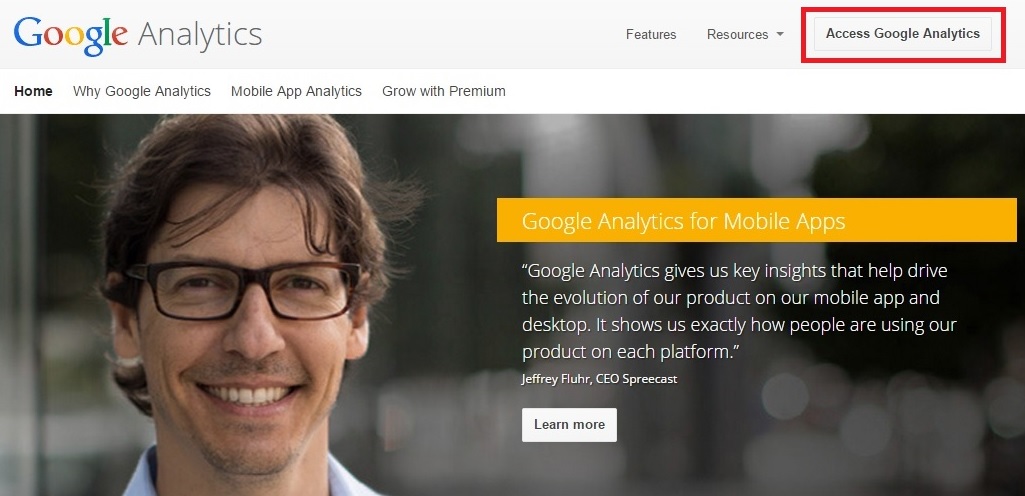 Google Analytics
Features
Resources
Access Google Analytics
Home
Why Google Analytics
Mobile App Analytics
Grow with Premium
Google Analytics for Mobile Apps
“Google Analytics gives us key insights that help drive
the evolution of our product on our mobile app and
desktop. It shows us exactly how people are using our
product on each platform.”
Jeffrey Fluhr, CEO Spreecast
Learn more